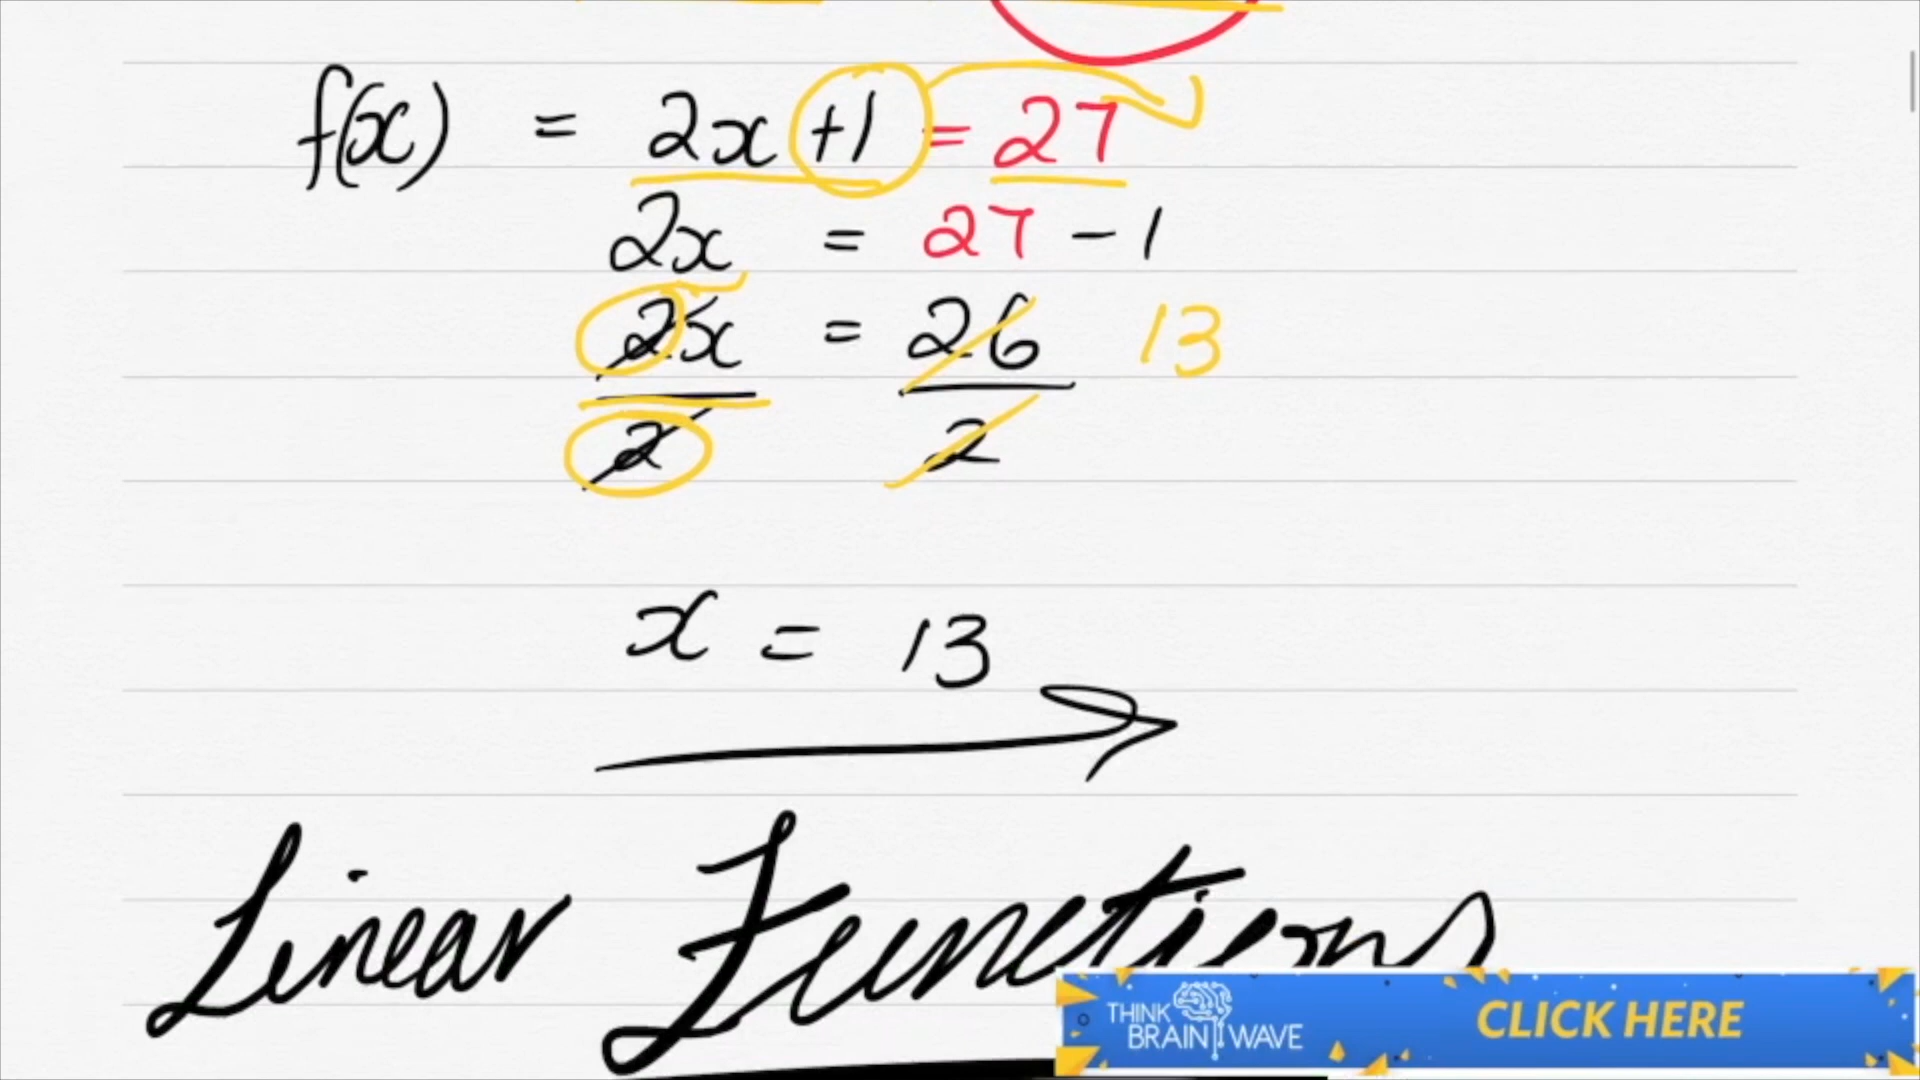 f(x) = 2x +1 = 27
2x = 27 - 1
2x = 26 13
2 2
x = 13
Linear Functions
THINK
BRAIN WAVE
CLICK HERE